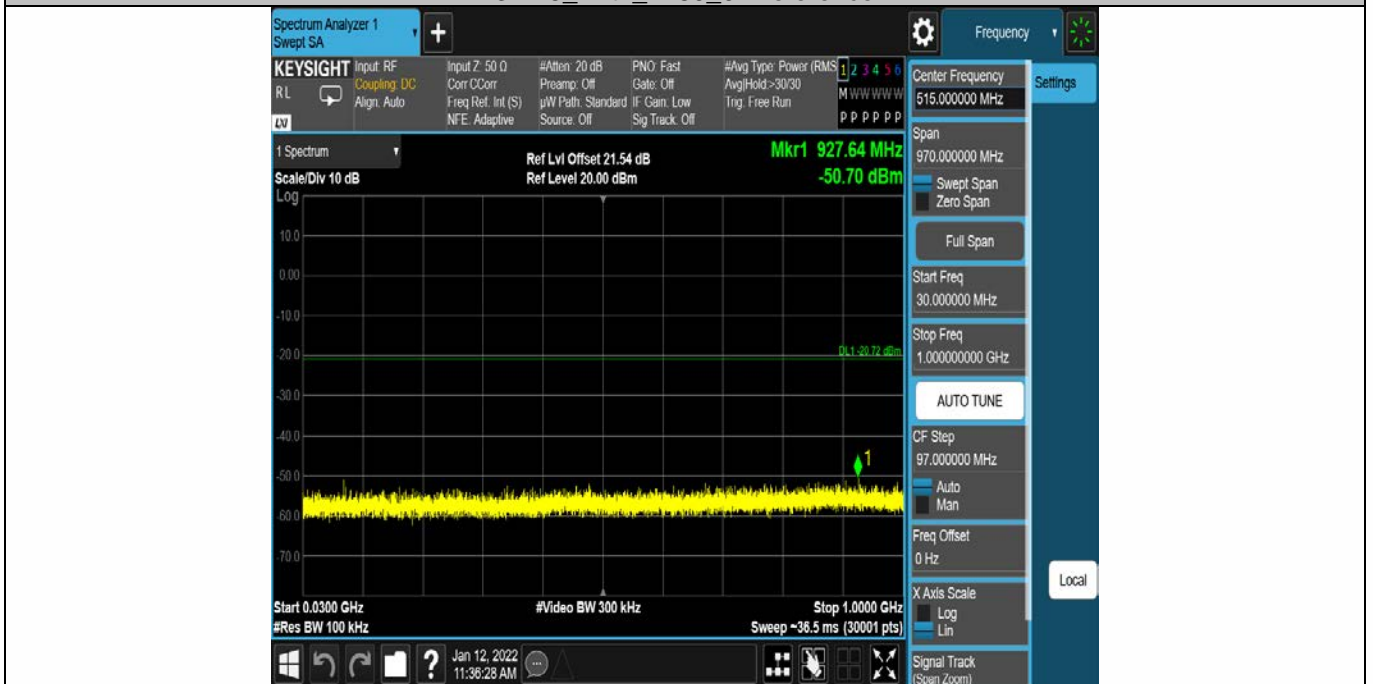 Spectrum Analyzer 1
Swept SA
+
Frequency
KEYSIGHT
RL
LXI
Input: RF
Coupling: DC
Align: Auto
Input Z: 50 Ω
Corr CCorr
Freq Ref: Int (S)
NFE: Adaptive
#Atten: 20 dB
Preamp: Off
µW Path: Standard
Source: Off
PNO: Fast
Gate: Off
IF Gain: Low
Sig Track: Off
#Avg Type: Power (RMS
Avg|Hold:>30/30
Trig: Free Run
1 2 3 4 5 6
M W W W W W
P P P P P P
Center Frequency
515.000000 MHz
Settings
Span
970.000000 MHz
Swept Span
Zero Span
Full Span
Start Freq
30.000000 MHz
Stop Freq
1.000000000 GHz
AUTO TUNE
CF Step
97.000000 MHz
Auto
Man
Freq Offset
0 Hz
X Axis Scale
Log
Lin
Signal Track
(Span Zoom)
Local
1 Spectrum
Scale/Div 10 dB
Ref Lvl Offset 21.54 dB
Ref Level 20.00 dBm
Mkr1 927.64 MHz
-50.70 dBm
Log
10.0
0.00
-10.0
-20.0
DL1 -20.72 dBm
-30.0
-40.0
1
-50.0
-60.0
-70.0
Start 0.0300 GHz
#Video BW 300 kHz
Stop 1.0000 GHz
#Res BW 100 kHz
Sweep ~36.5 ms (30001 pts)
?
Jan 12, 2022
11:36:28 AM